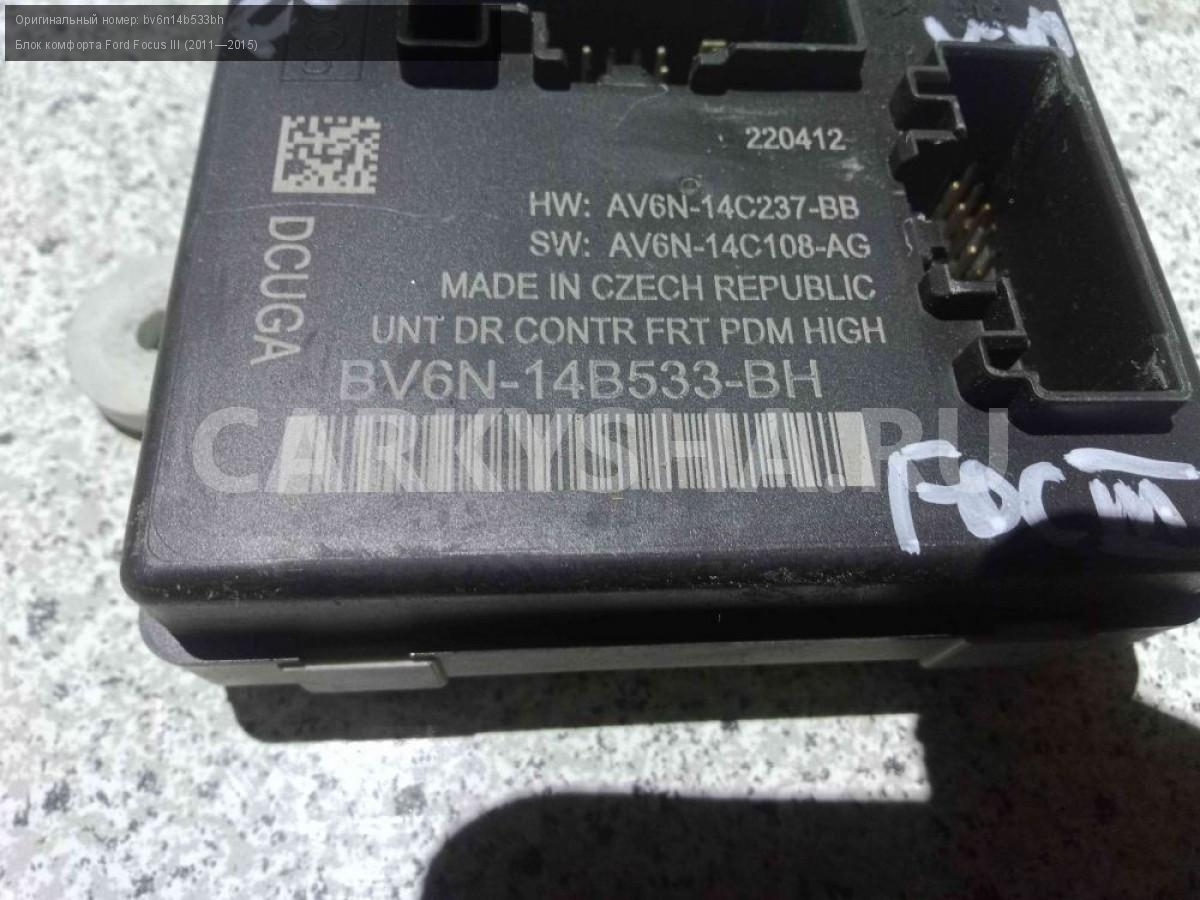 Оригинальный номер: bv6n14b533bh
Блок комфорта Ford Focus III (2011—2015)
220412
HW: AV6N-14C237-BB
SW: AV6N-14C108-AG
MADE IN CZECH REPUBLIC
UNT DR CONTR FRT PDM HIGH
BV6N-14B533-BH
DCUGA
CARKYSHA.RU
Foc III